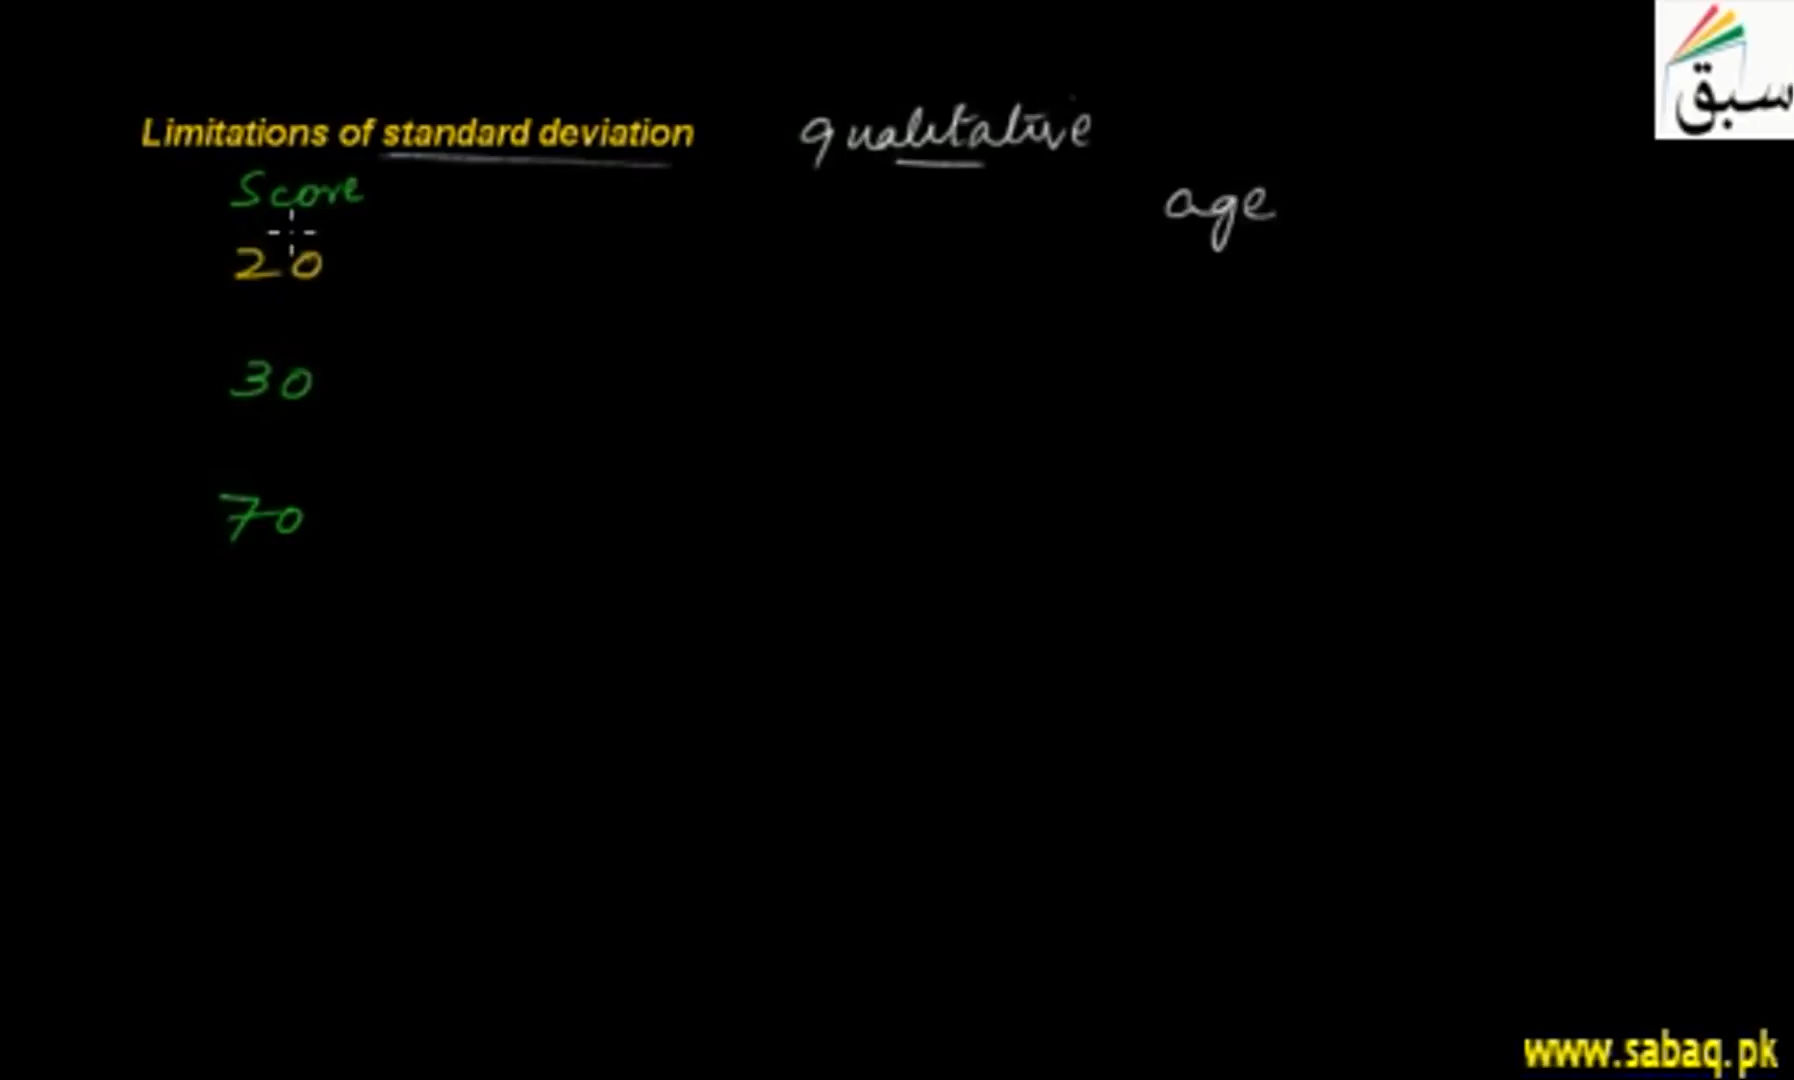 سبق
Limitations of standard deviation qualitative
Score
age
20
30
70
www.sabaq.pk